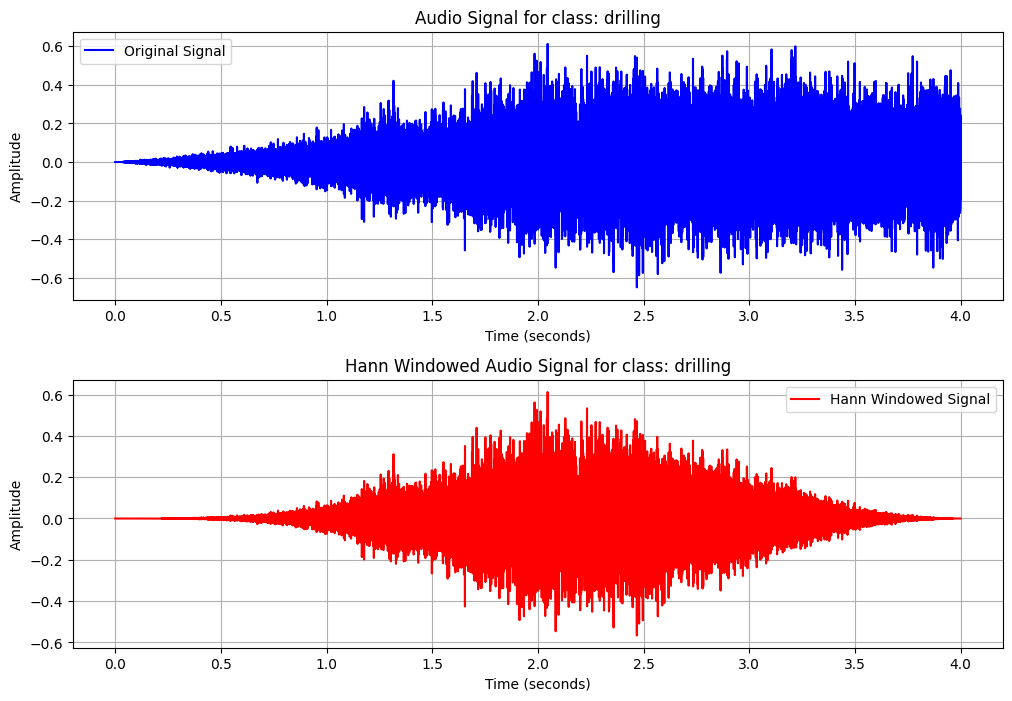 Audio Signal for class: drilling
Original Signal
0.6
0.4
0.2
0.0
−0.2
−0.4
−0.6
Amplitude
0.0 0.5 1.0 1.5 2.0 2.5 3.0 3.5 4.0
Time (seconds)
Hann Windowed Audio Signal for class: drilling
Hann Windowed Signal
0.6
0.4
0.2
0.0
−0.2
−0.4
−0.6
Amplitude
0.0 0.5 1.0 1.5 2.0 2.5 3.0 3.5 4.0
Time (seconds)